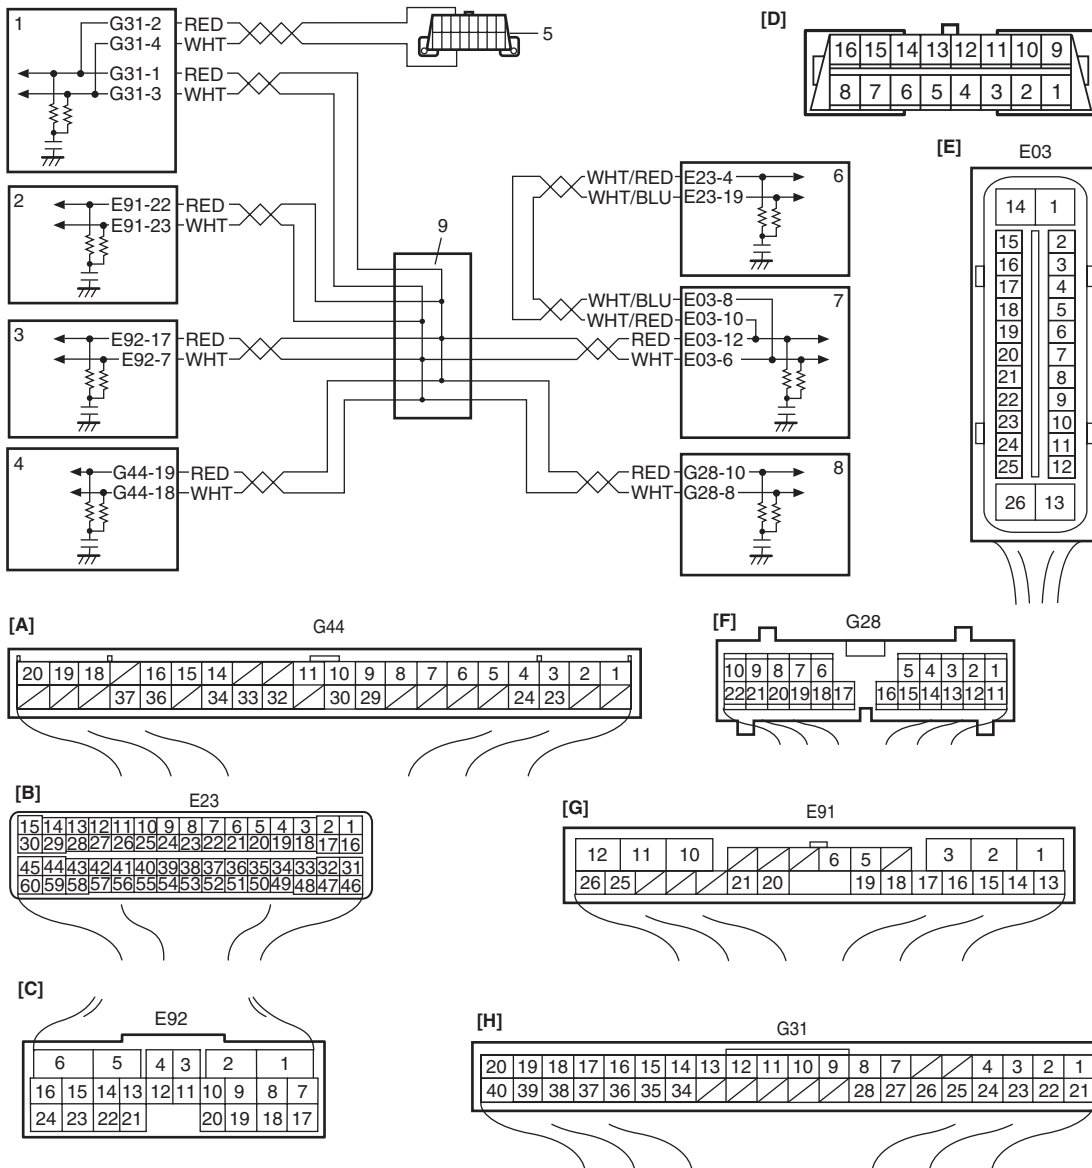 1
G31-2 RED
G31-4 WHT
G31-1 RED
G31-3 WHT
5
2
E91-22 RED
E91-23 WHT
3
E92-17 RED
E92-7 WHT
4
G44-19 RED
G44-18 WHT
9
WHT/RED E23-4 6
WHT/BLU E23-19
WHT/BLU E03-8 7
WHT/RED E03-10
RED E03-12
WHT E03-6
RED G28-10 8
WHT G28-8
[D]
16 15 14 13 12 11 10 9
8 7 6 5 4 3 2 1
[E]
E03
14 1
15 2
16 3
17 4
18 5
19 6
20 7
21 8
22 9
23 10
24 11
25 12
26 13
[A]
G44
20 19 18 16 15 14 11 10 9 8 7 6 5 4 3 2 1
37 36 34 33 32 30 29 24 23
[F]
G28
10 9 8 7 6 5 4 3 2 1
22 21 20 19 18 17 16 15 14 13 12 11
[B]
E23
15 14 13 12 11 10 9 8 7 6 5 4 3 2 1
30 29 28 27 26 25 24 23 22 21 20 19 18 17 16
45 44 43 42 41 40 39 38 37 36 35 34 33 32 31
60 59 58 57 56 55 54 53 52 51 50 49 48 47 46
[G]
E91
12 11 10 6 5 3 2 1
26 25 21 20 19 18 17 16 15 14 13
[C]
E92
6 5 4 3 2 1
16 15 14 13 12 11 10 9 8 7
24 23 22 21 20 19 18 17
[H]
G31
20 19 18 17 16 15 14 13 12 11 10 9 8 7 4 3 2 1
40 39 38 37 36 35 34 28 27 26 25 24 23 22 21